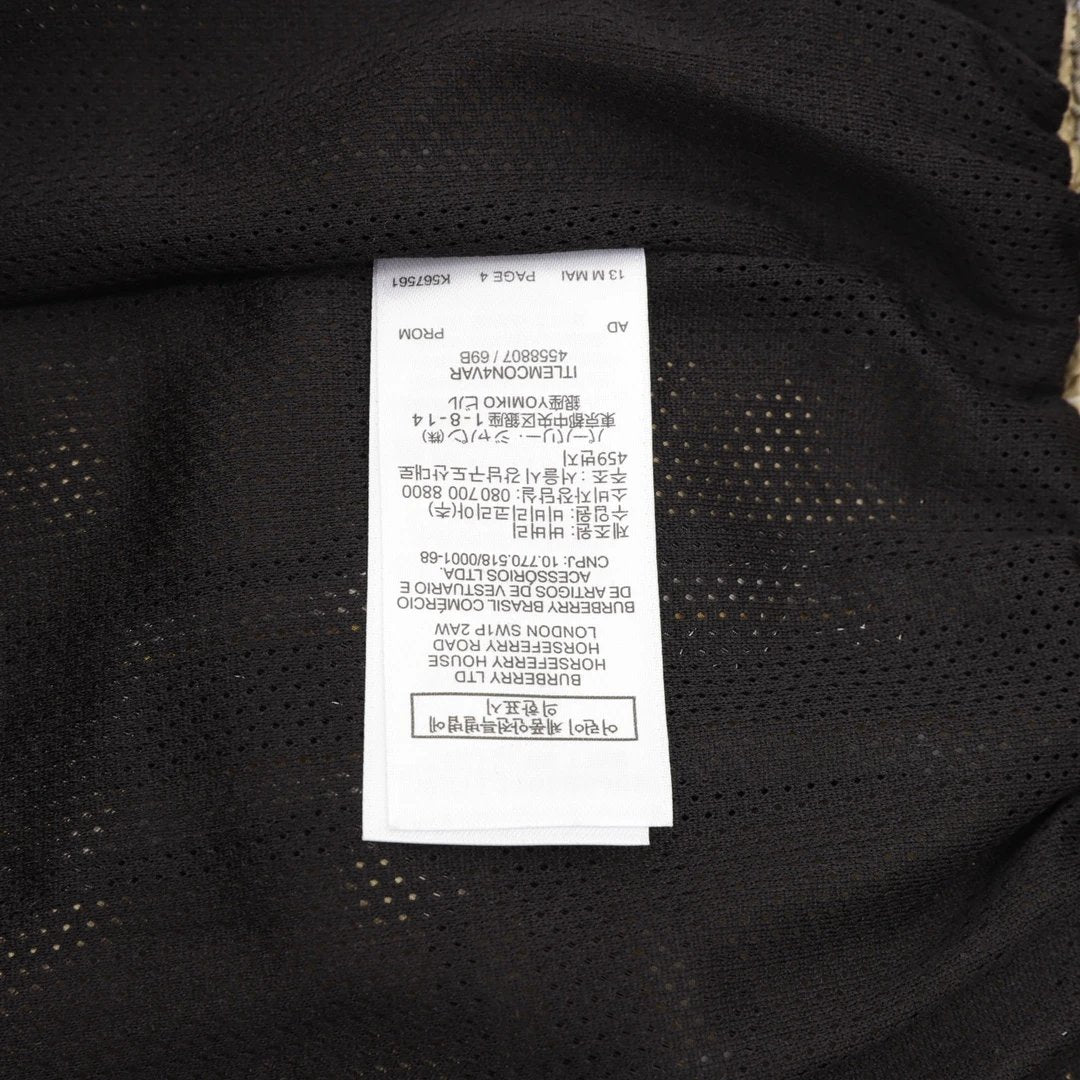 어린이 제품안전특별법에
의한표시
BURBERRY LTD
HORSEFERRY HOUSE
HORSEFERRY ROAD
LONDON SW1P 2AW
BURBERRY BRASIL COMÉRCIO
DE ARTIGOS DE VESTUARIO E
ACESSÓRIOS LTDA.
CNPJ: 10.770.518/0001-68
제조원: 버버리
수입원: 버버리코리아(주)
소비자상담실: 080 700 8800
주소 : 서울시 강남구 도산대로
459번지
バーバリー・ジャパン㈱
東京都中央区銀座1-8-14
銀座YOMIKO ビル
ITLEMCON4VAR
4558807 / 69B
AD PROM
13 M MAI PAGE 4 K567561